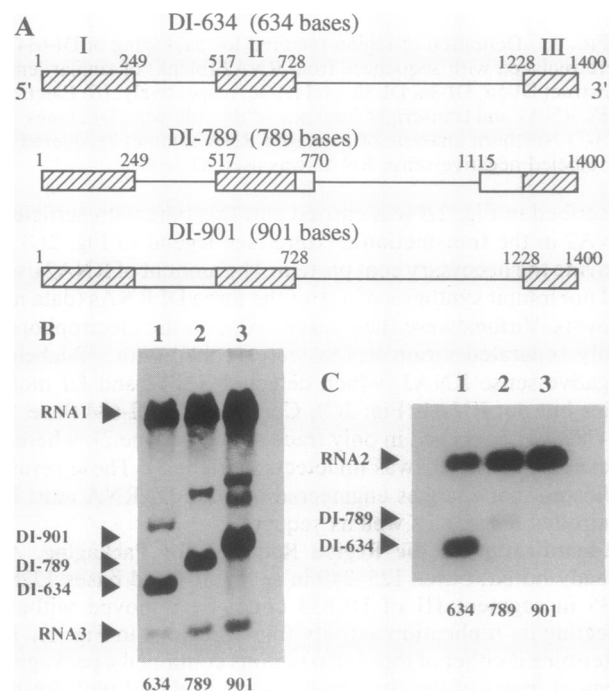 A
DI-634 (634 bases)
I II III
1 249 517 728 1228 1400
5' 3'
DI-789 (789 bases)
1 249 517 728 770 1115 1400
DI-901 (901 bases)
1 728 1228 1400
B
1 2 3
RNA1
DI-901
DI-789
DI-634
RNA3
634 789 901
C
1 2 3
RNA2
DI-789
DI-634
634 789 901